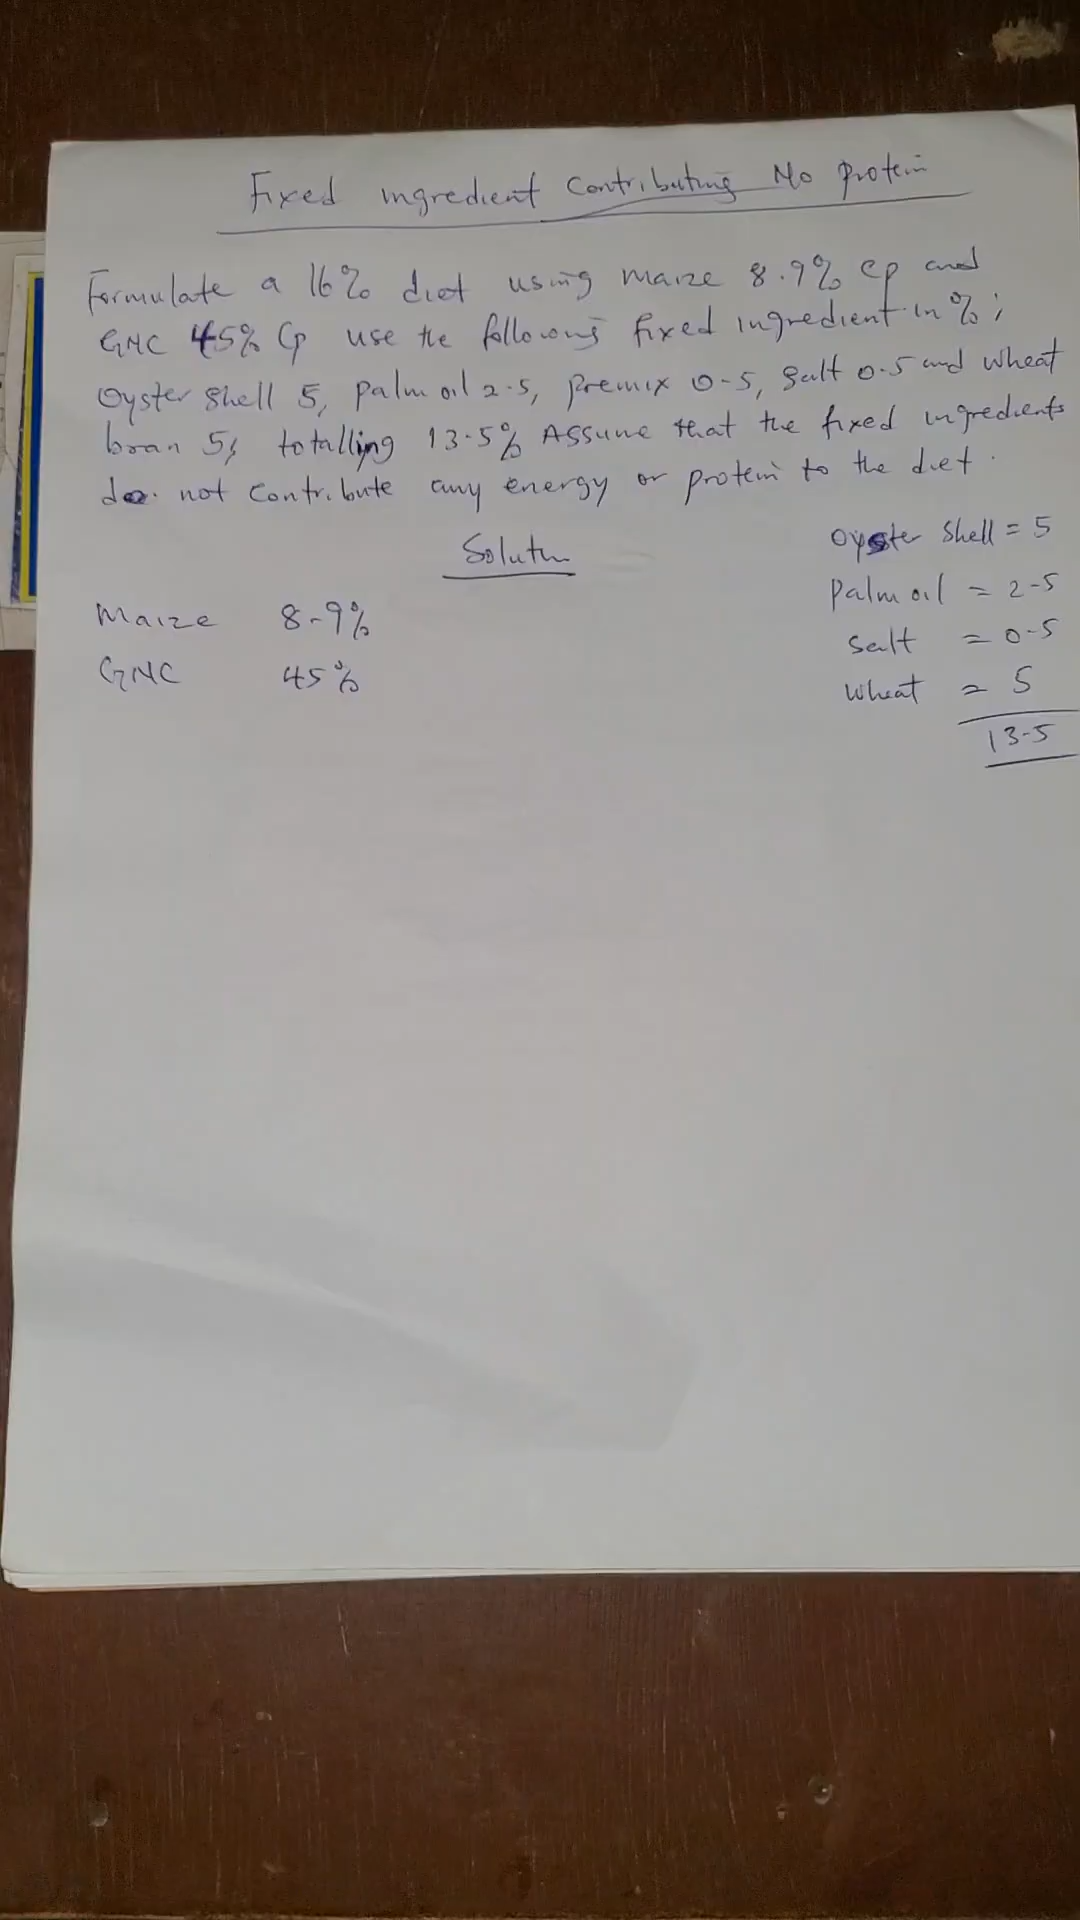 Fixed ingredient Contributing No protein
Formulate a 16% diet using maize 8.9% cp and
GNC 45% Cp use the following fixed ingredient in %;
Oyster shell 5, palm oil 2.5, premix 0-5, salt 0.5 and wheat
bran 5, totalling 13.5% Assume that the fixed ingredients
do not contribute any energy or protein to the diet.
Solutn
Oyster shell = 5
Palm oil = 2-5
Salt = 0-5
Wheat = 5
13-5
Maize 8-9%
GNC 45%